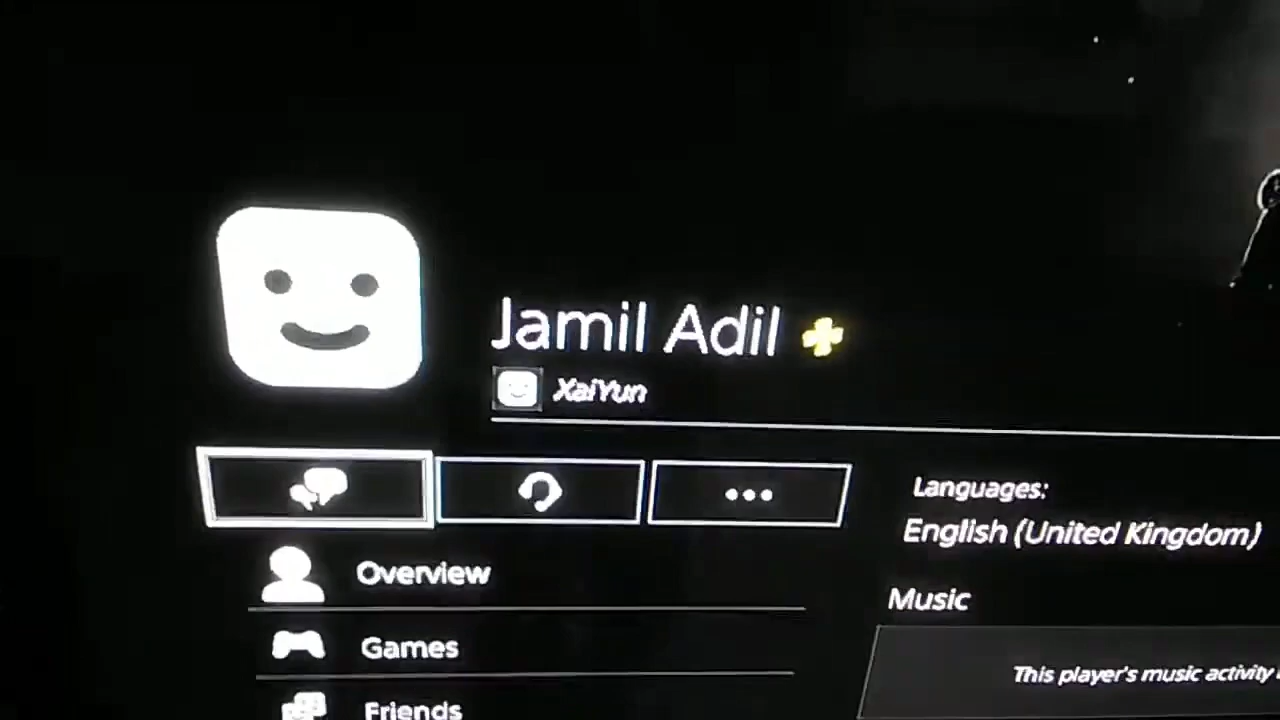 Jamil Adil
XaiYun
Languages:
English (United Kingdom)
Overview
Music
Games
This player's music activity
Friends